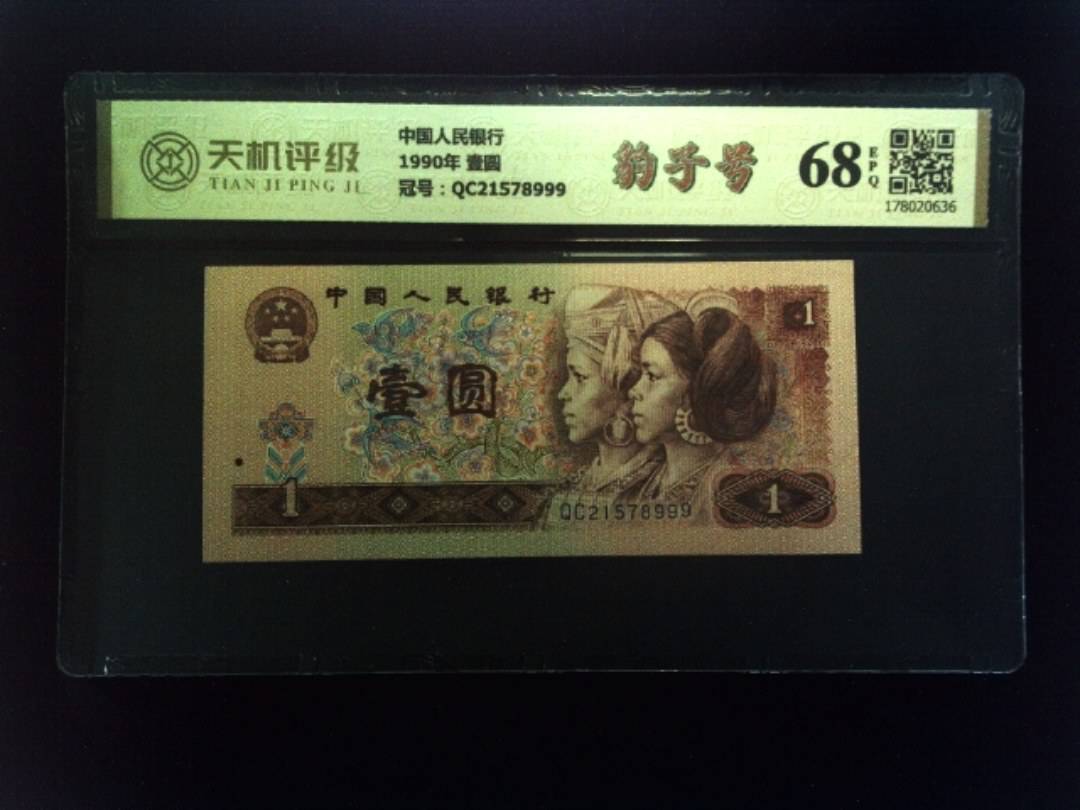 天机评级
TIAN JI PING JI
中国人民银行
1990年 壹圆
冠号：QC21578999
豹子号
68
EPQ
178020636
中國人民銀行
1
壹圆
1
QC21578999
1